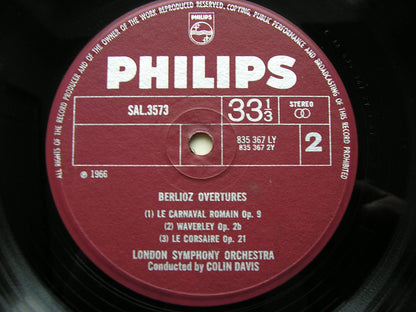 ALL RIGHTS OF THE RECORD PRODUCER AND OF THE OWNER OF THE WORK REPRODUCED RESERVED. COPYING, PUBLIC PERFORMANCE AND BROADCASTING OF THIS RECORD PROHIBITED
PHILIPS
SAL.3573
33 1/3
STEREO
835 367 LY
835 367 2Y
2
℗ 1966
BERLIOZ OVERTURES
(1) LE CARNAVAL ROMAIN Op. 9
(2) WAVERLEY Op. 2b
(3) LE CORSAIRE Op. 21
LONDON SYMPHONY ORCHESTRA
Conducted by COLIN DAVIS